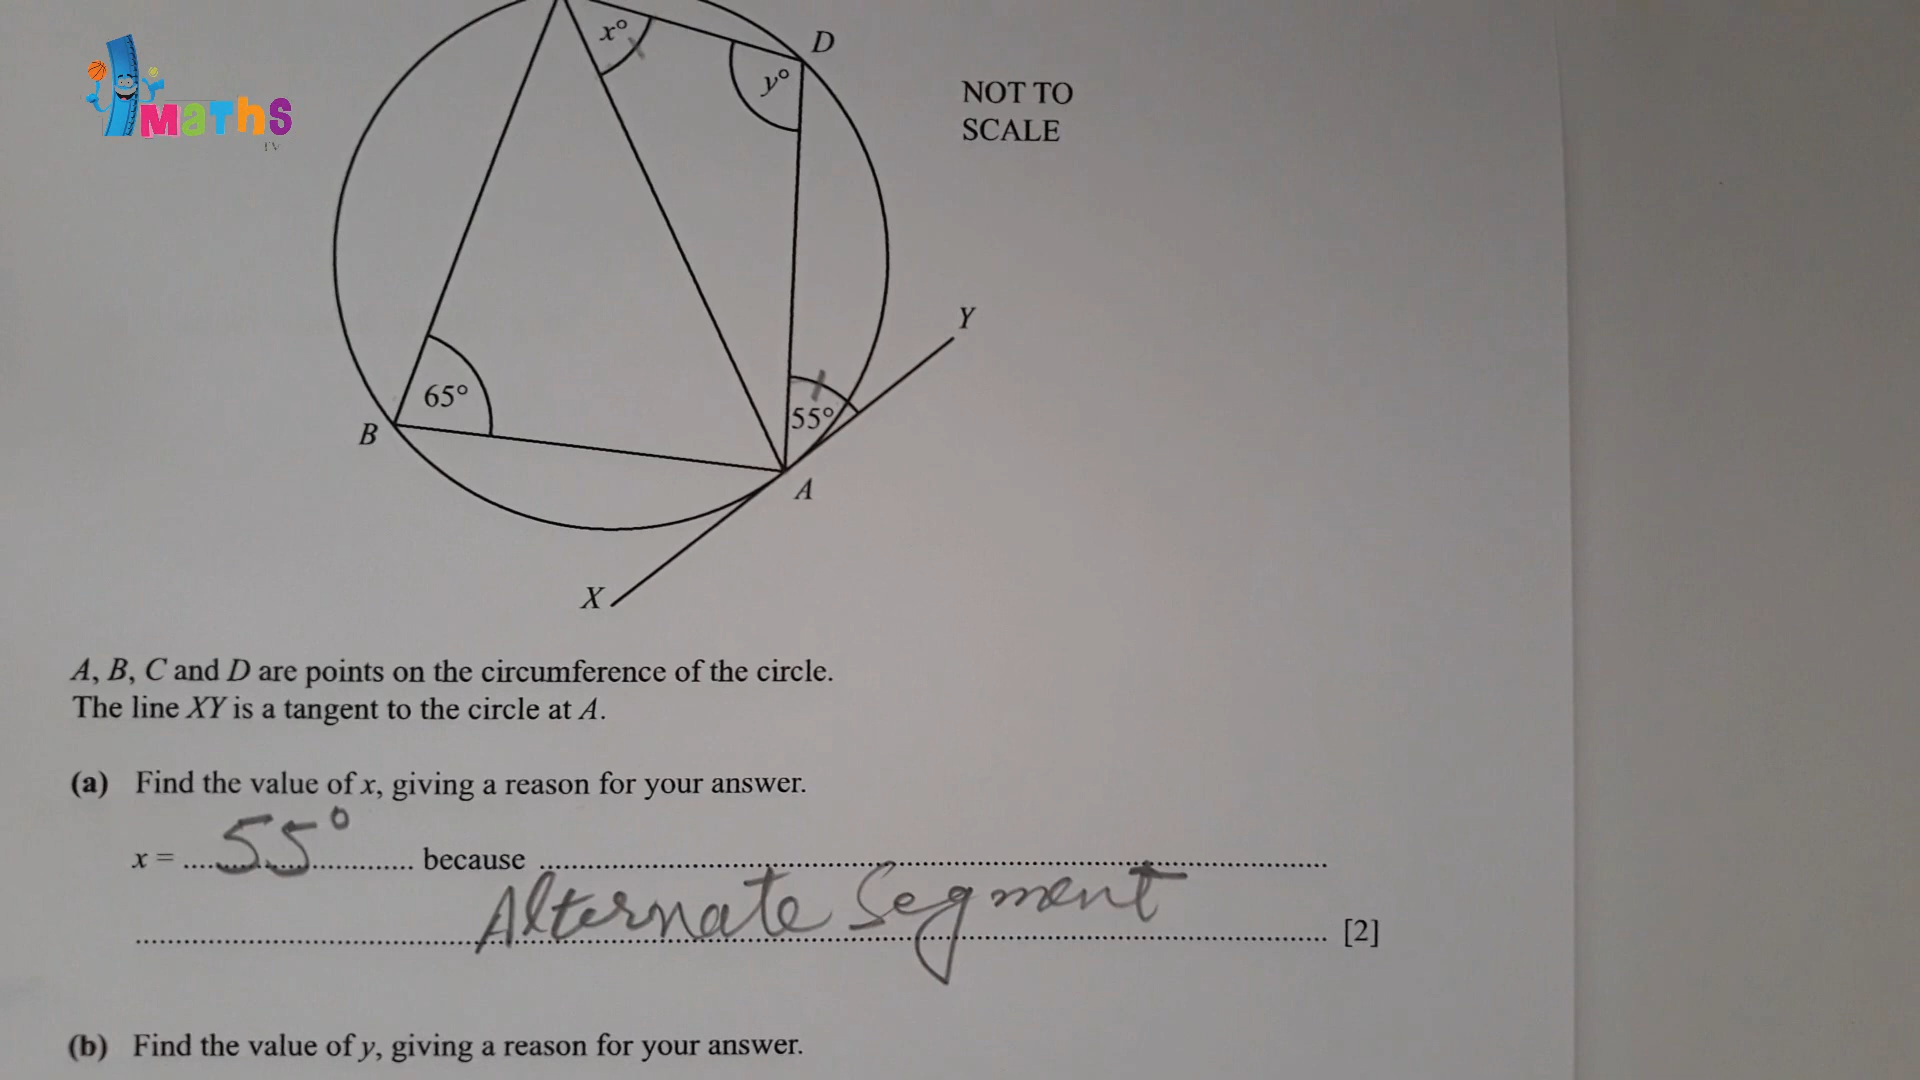 x°
D
y°
NOT TO
SCALE
MaThS
TV
Y
65°
55°
B
A
X
A, B, C and D are points on the circumference of the circle.
The line XY is a tangent to the circle at A.
(a) Find the value of x, giving a reason for your answer.
x = 55° because
Alternate Segment [2]
(b) Find the value of y, giving a reason for your answer.